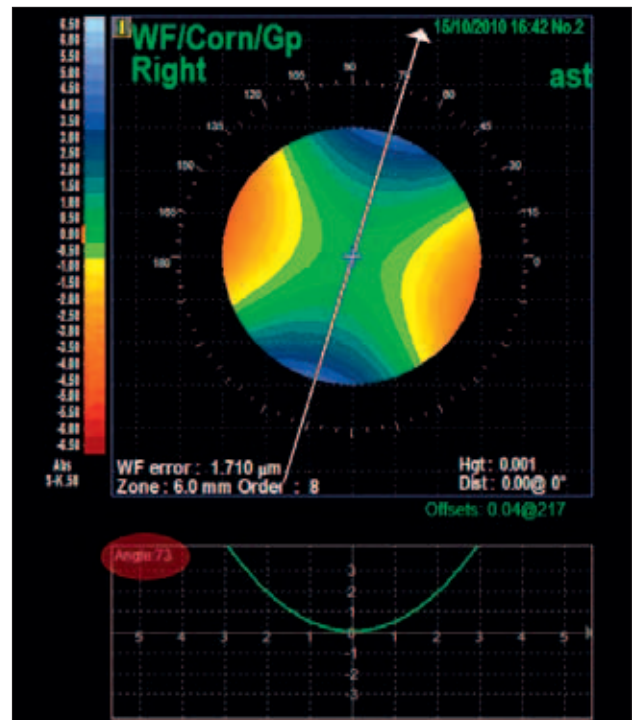 15/10/2010 16:42 No.2
WF/Corn/Gp
Right
ast
6.50
6.00
5.50
5.00
4.50
4.00
3.50
3.00
2.50
2.00
1.50
1.00
0.50
0.00
-0.50
-1.00
-1.50
-2.00
-2.50
-3.00
-3.50
-4.00
-4.50
-5.00
-5.50
-6.00
-6.50
Abs
105 90 75
120 60
135 45
150 30
165 15
180 0
WF error : 1.710 µm
Zone : 6.0 mm Order : 8
Hgt : 0.001
Dist : 0.00@ 0°
Offsets: 0.04@217
Angle:73
3
2
1
5 4 3 2 1 0 1 2 3 4 5
-1
-2
-3